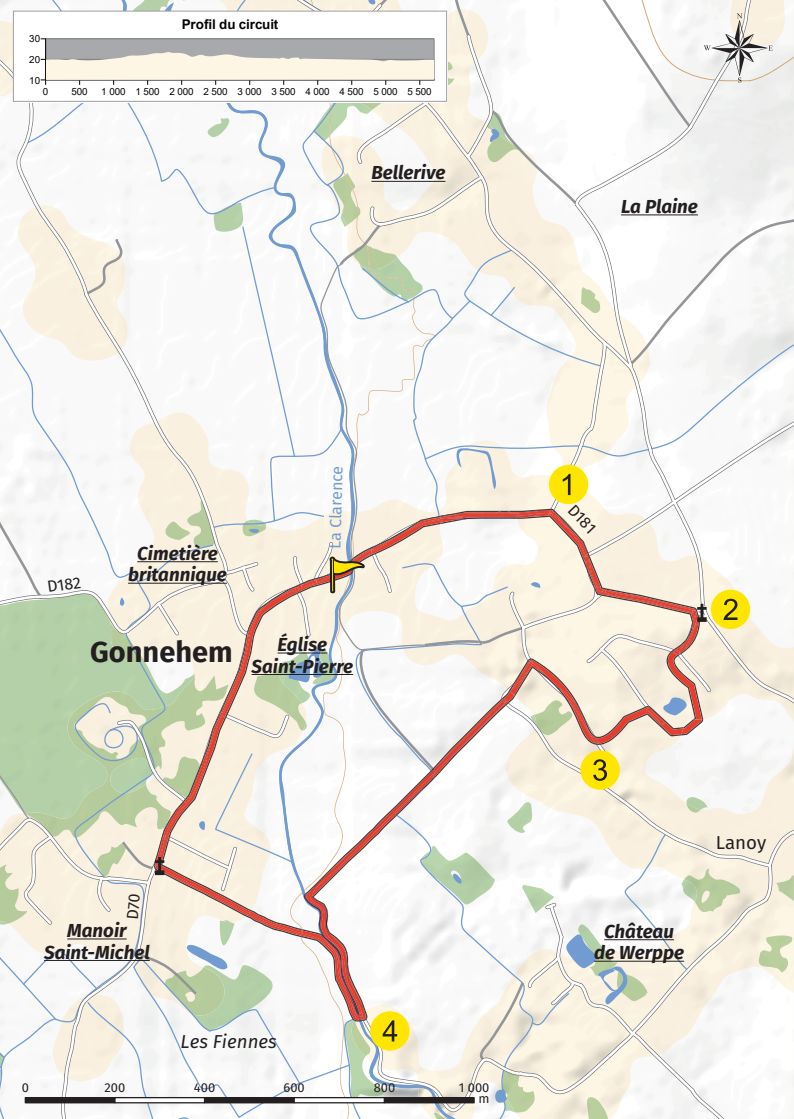 Profil du circuit
30
20
10
0 500 1 000 1 500 2 000 2 500 3 000 3 500 4 000 4 500 5 000 5 500
N
W E
S
Bellerive
La Plaine
La Clarence
1
D181
Cimetière
britannique
D182
2
Gonnehem
Église
Saint-Pierre
3
Lanoy
D70
Manoir
Saint-Michel
Château
de Werppe
4
Les Fiennes
0 200 400 600 800 1 000
m